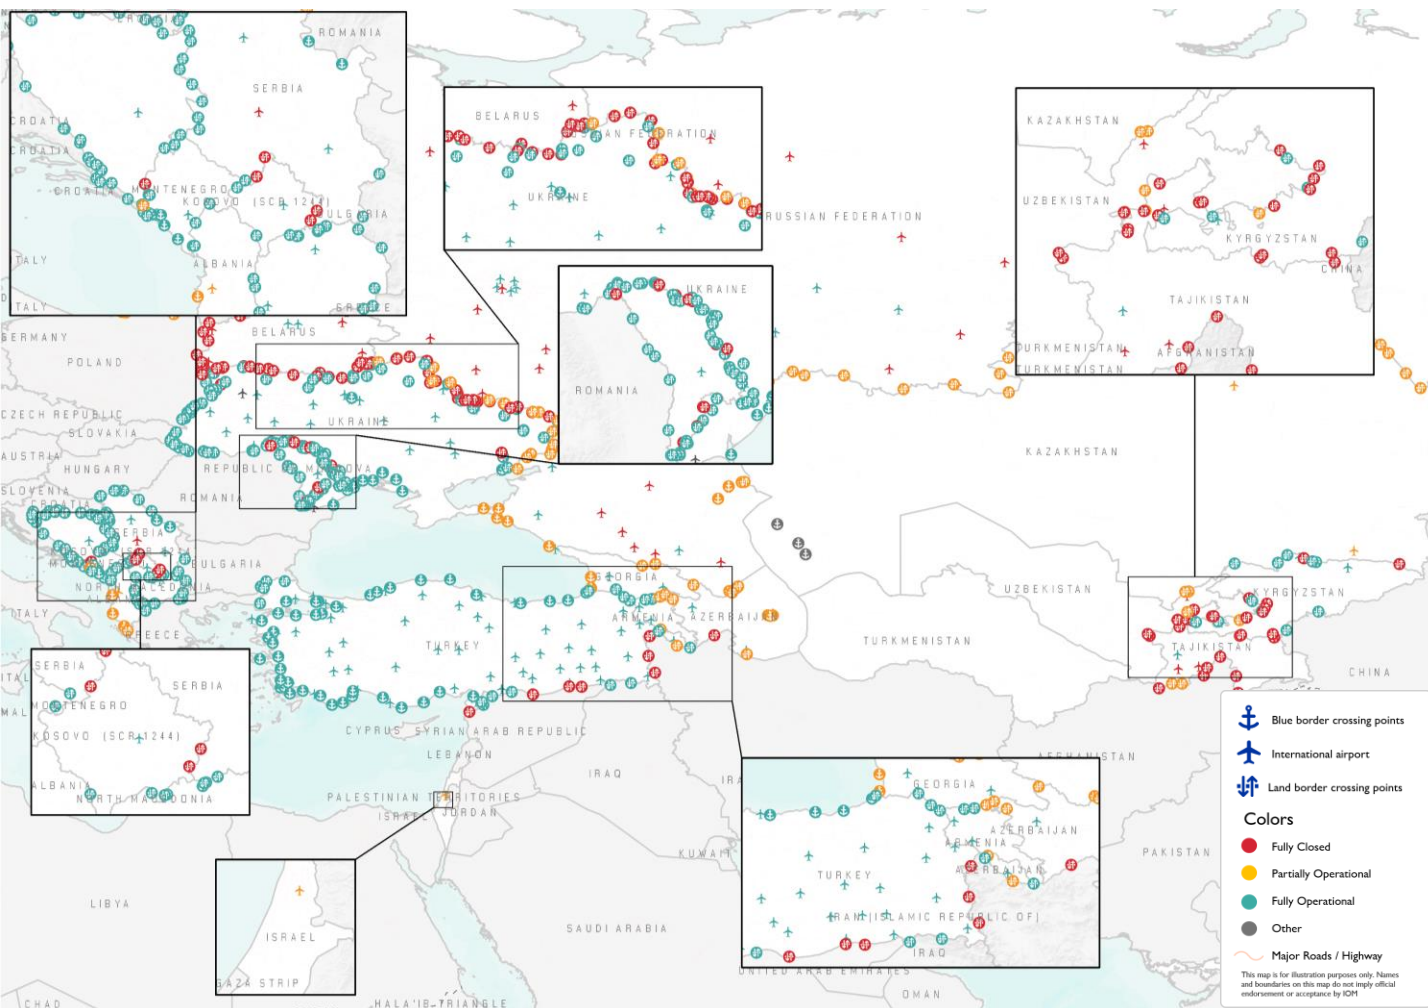 ROMANIA
SERBIA
CROATIA
CROATIA
CROATIA
MONTENEGRO
KOSOVO (SCR 1244)
BULGARIA
ITALY
ALBANIA
ITALY
GREECE
BELARUS
RUSSIAN FEDERATION
UKRAINE
RUSSIAN FEDERATION
KAZAKHSTAN
UZBEKISTAN
KYRGYZSTAN
CHINA
TAJIKISTAN
TURKMENISTAN
AFGHANISTAN
TURKMENISTAN
UKRAINE
ROMANIA
GERMANY
BELARUS
POLAND
CZECH REPUBLIC
UKRAINE
SLOVAKIA
AUSTRIA
HUNGARY
REPUBLIC
MOLDOVA
SLOVENIA
ROMANIA
CROATIA
KAZAKHSTAN
SERBIA
BULGARIA
NORTH MACEDONIA
ITALY
GREECE
GEORGIA
ARMENIA
AZERBAIJAN
TURKEY
UZBEKISTAN
TURKMENISTAN
KYRGYZSTAN
TAJIKISTAN
CHINA
SERBIA
SERBIA
MONTENEGRO
KOSOVO (SCR 1244)
ALBANIA
NORTH MACEDONIA
CYPRUS
SYRIAN ARAB REPUBLIC
LEBANON
IRAQ
AFGHANISTAN
PALESTINIAN TERRITORIES
ISRAEL
JORDAN
KUWAIT
PAKISTAN
LIBYA
SAUDI ARABIA
ISRAEL
GAZA STRIP
GEORGIA
AZERBAIJAN
ARMENIA
AZERBAIJAN
TURKEY
IRAN (ISLAMIC REPUBLIC OF)
IRAQ
UNITED ARAB EMIRATES
OMAN
CHAD
HALA'IB TRIANGLE
Blue border crossing points
International airport
Land border crossing points
Colors
Fully Closed
Partially Operational
Fully Operational
Other
Major Roads / Highway
This map is for illustration purposes only. Names
and boundaries on this map do not imply official
endorsement or acceptance by IOM